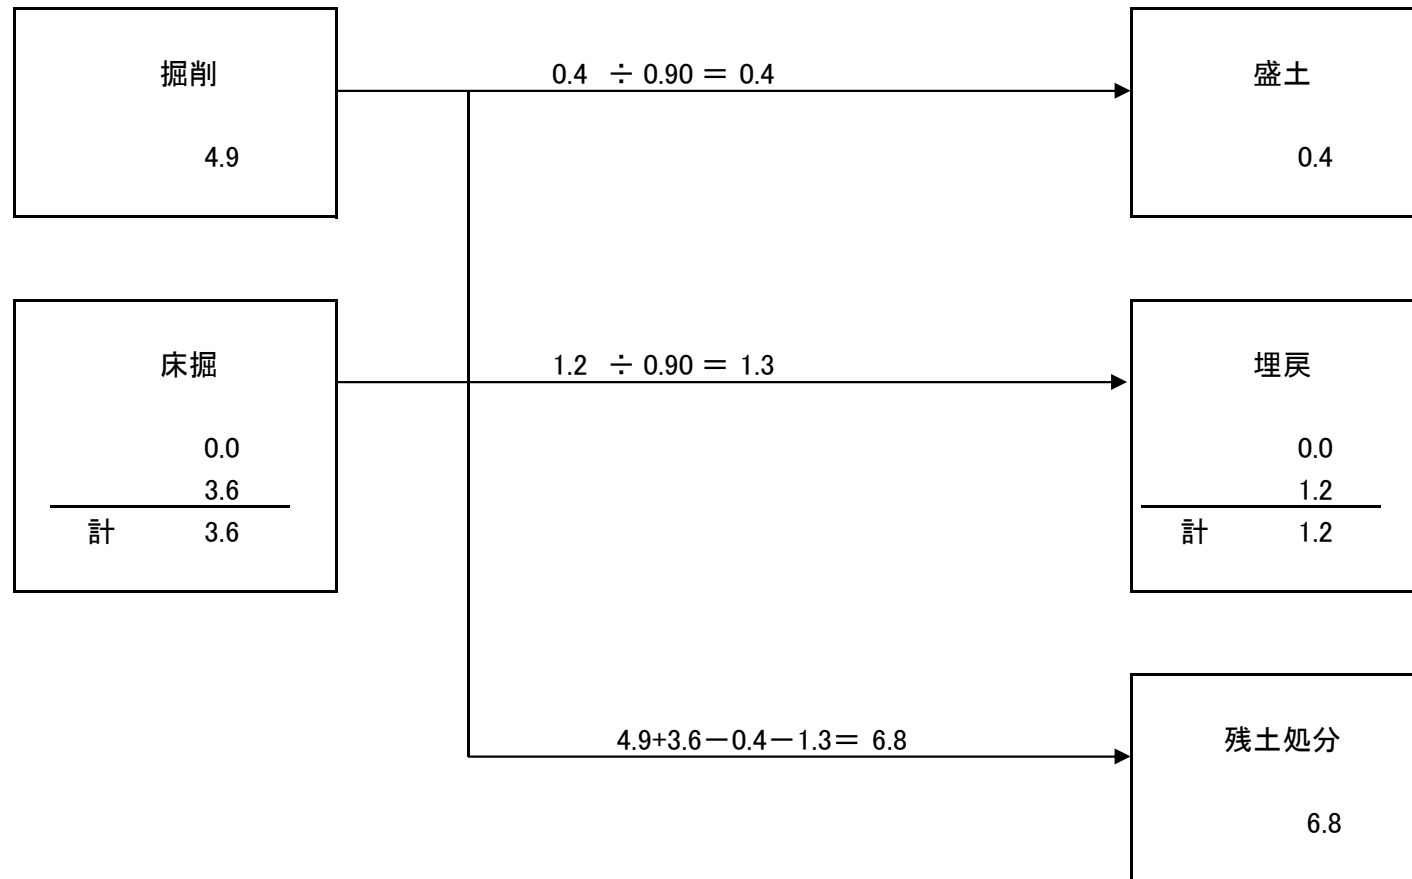 掘削
4.9
0.4 ÷ 0.90 = 0.4
盛土
0.4
床掘
0.0
3.6
計 3.6
1.2 ÷ 0.90 = 1.3
埋戻
0.0
1.2
計 1.2
4.9+3.6-0.4-1.3= 6.8
残土処分
6.8